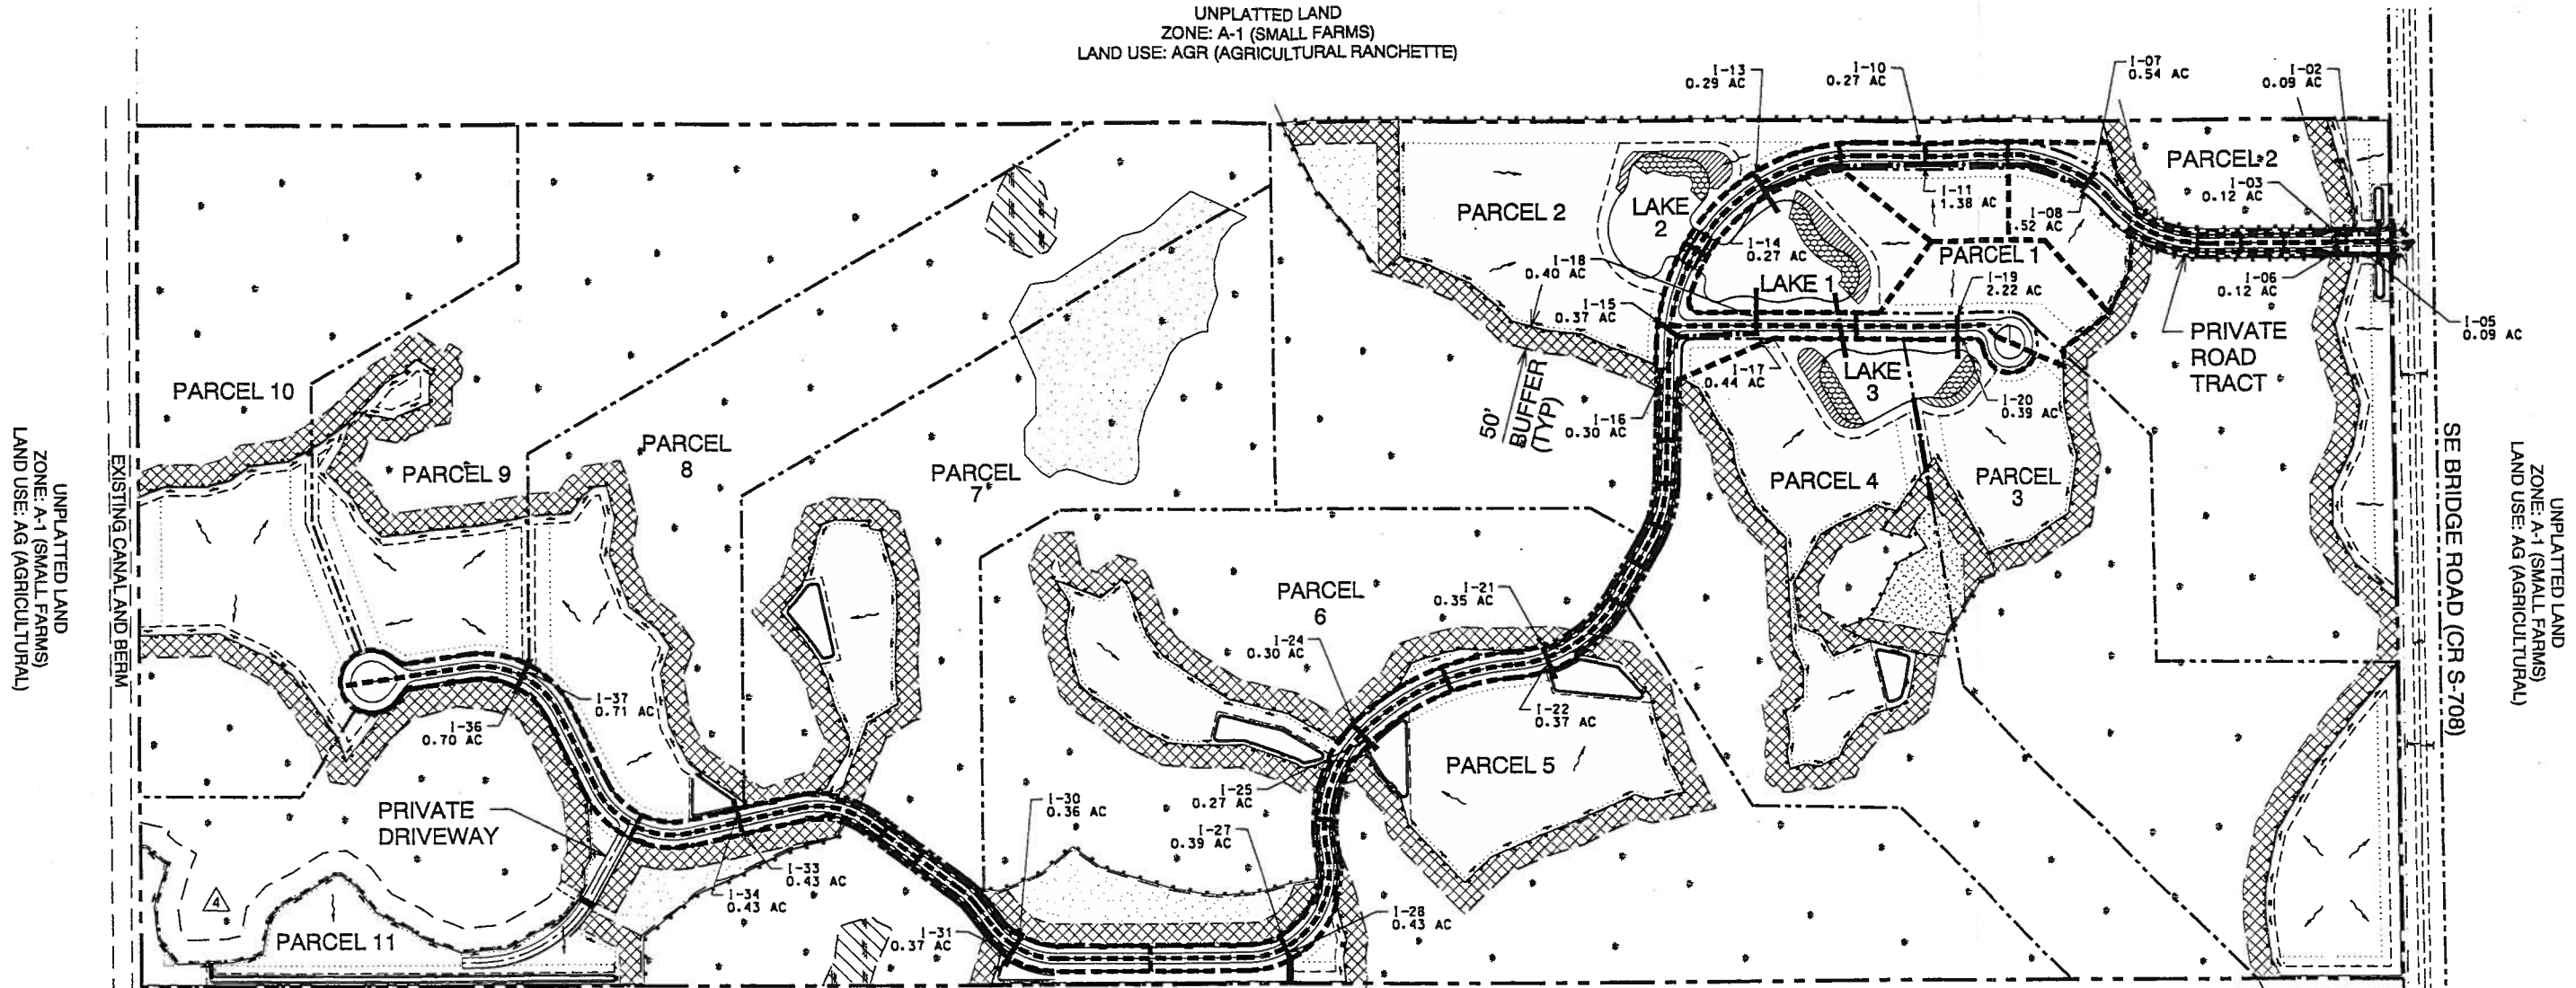 UNPLATTED LAND
ZONE: A-1 (SMALL FARMS)
LAND USE: AGR (AGRICULTURAL RANCHETTE)
I-13
0.29 AC
I-10
0.27 AC
I-07
0.54 AC
I-02
0.09 AC
PARCEL 2
I-03
0.12 AC
PARCEL 2
LAKE
2
I-11
1.38 AC
I-08
.52 AC
I-14
0.27 AC
I-18
0.40 AC
LAKE 1
PARCEL 1
I-19
2.22 AC
I-06
0.12 AC
I-15
0.37 AC
I-05
0.09 AC
PRIVATE
ROAD
TRACT
I-17
0.44 AC
LAKE
3
I-20
0.39 AC
50'
BUFFER
(TYP)
I-16
0.30 AC
PARCEL 10
PARCEL 9
PARCEL
8
PARCEL
7
PARCEL 4
PARCEL
3
UNPLATTED LAND
ZONE: A-1 (SMALL FARMS)
LAND USE: AG (AGRICULTURAL)
EXISTING CANAL AND BERM
SE BRIDGE ROAD (CR S-708)
UNPLATTED LAND
ZONE: A-1 (SMALL FARMS)
LAND USE: AG (AGRICULTURAL)
PARCEL
6
I-21
0.35 AC
I-24
0.30 AC
I-37
0.71 AC
I-36
0.70 AC
I-22
0.37 AC
PARCEL 5
I-25
0.27 AC
I-30
0.36 AC
I-27
0.39 AC
PRIVATE
DRIVEWAY
I-33
0.43 AC
I-34
0.43 AC
4
PARCEL 11
I-31
0.37 AC
I-28
0.43 AC